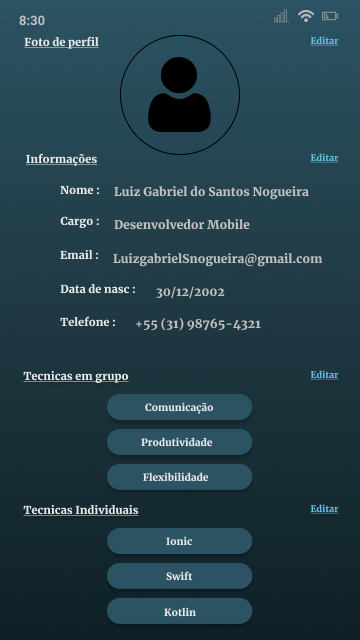 8:30
Foto de perfil Editar
Informações Editar
Nome : Luiz Gabriel do Santos Nogueira
Cargo : Desenvolvedor Mobile
Email : LuizgabrielSnogueira@gmail.com
Data de nasc : 30/12/2002
Telefone : +55 (31) 98765-4321
Tecnicas em grupo Editar
Comunicação
Produtividade
Flexibilidade
Tecnicas Individuais Editar
Ionic
Swift
Kotlin